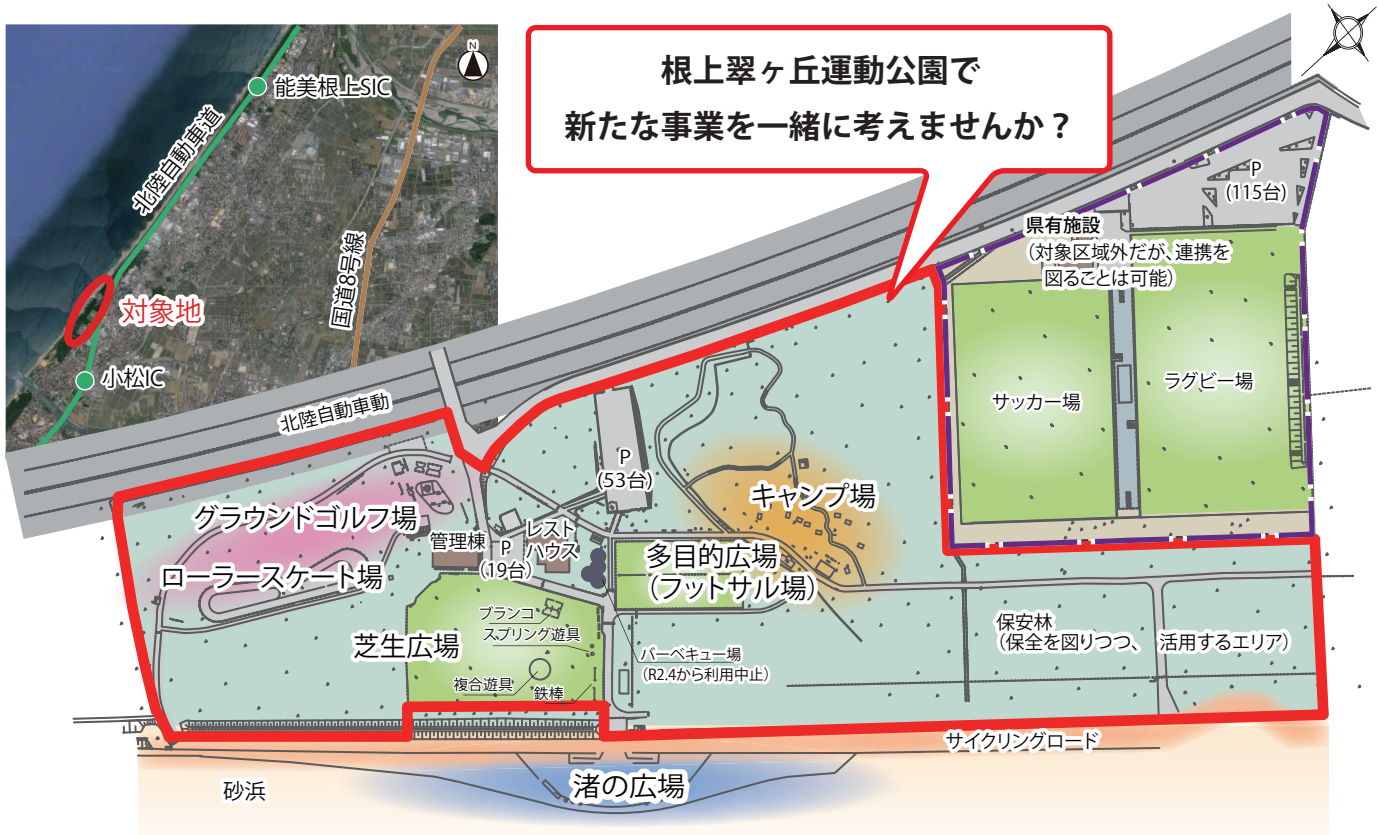 N
能美根上SIC
北陸自動車道
国道8号線
対象地
小松IC
根上翠ヶ丘運動公園で
新たな事業を一緒に考えませんか？
P
(115台)
県有施設
(対象区域外だが、連携を
図ることは可能)
サッカー場
ラグビー場
北陸自動車動
P
(53台)
キャンプ場
グラウンドゴルフ場
管理棟
P
(19台)
レスト
ハウス
多目的広場
(フットサル場)
ローラースケート場
ブランコ
スプリング遊具
芝生広場
複合遊具
鉄棒
バーベキュー場
(R2.4から利用中止)
保安林
(保全を図りつつ、 活用するエリア)
サイクリングロード
砂浜
渚の広場